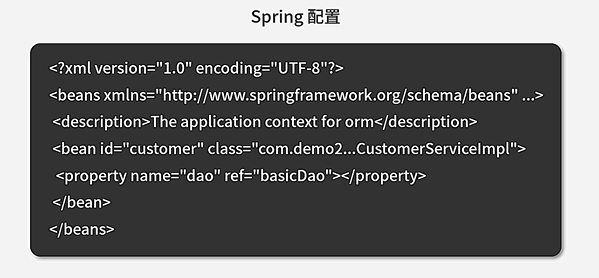 Spring 配置
<?xml version="1.0" encoding="UTF-8"?>
<beans xmlns="http://www.springframework.org/schema/beans" ...>
<description>The application context for orm</description>
<bean id="customer" class="com.demo2...CustomerServiceImpl">
<property name="dao" ref="basicDao"></property>
</bean>
</beans>